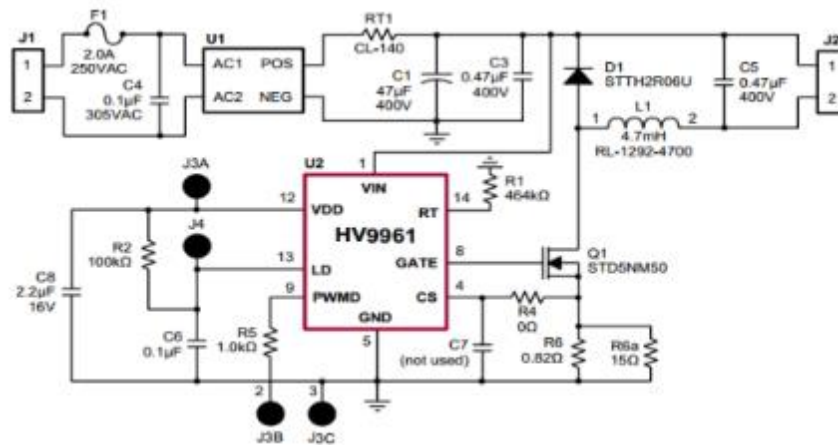 J1
1
2
F1
2.0A
250VAC
C4
0.1µF
305VAC
U1
AC1 POS
AC2 NEG
RT1
CL-140
C1
47µF
400V
C3
0.47µF
400V
D1
STTH2R06U
C5
0.47µF
400V
J2
1
2
1 L1 2
4.7mH
RL-1292-4700
J3A
J4
R2
100kΩ
C8
2.2µF
16V
C6
0.1µF
R5
1.0kΩ
U2
1
VIN
12 VDD
RT 14
HV9961
13 LD
GATE 8
9 PWMD
CS 4
GND
5
R1
464kΩ
Q1
STD5NM50
R4
0Ω
C7
(not used)
R6
0.82Ω
R6a
15Ω
2
3
J3B
J3C